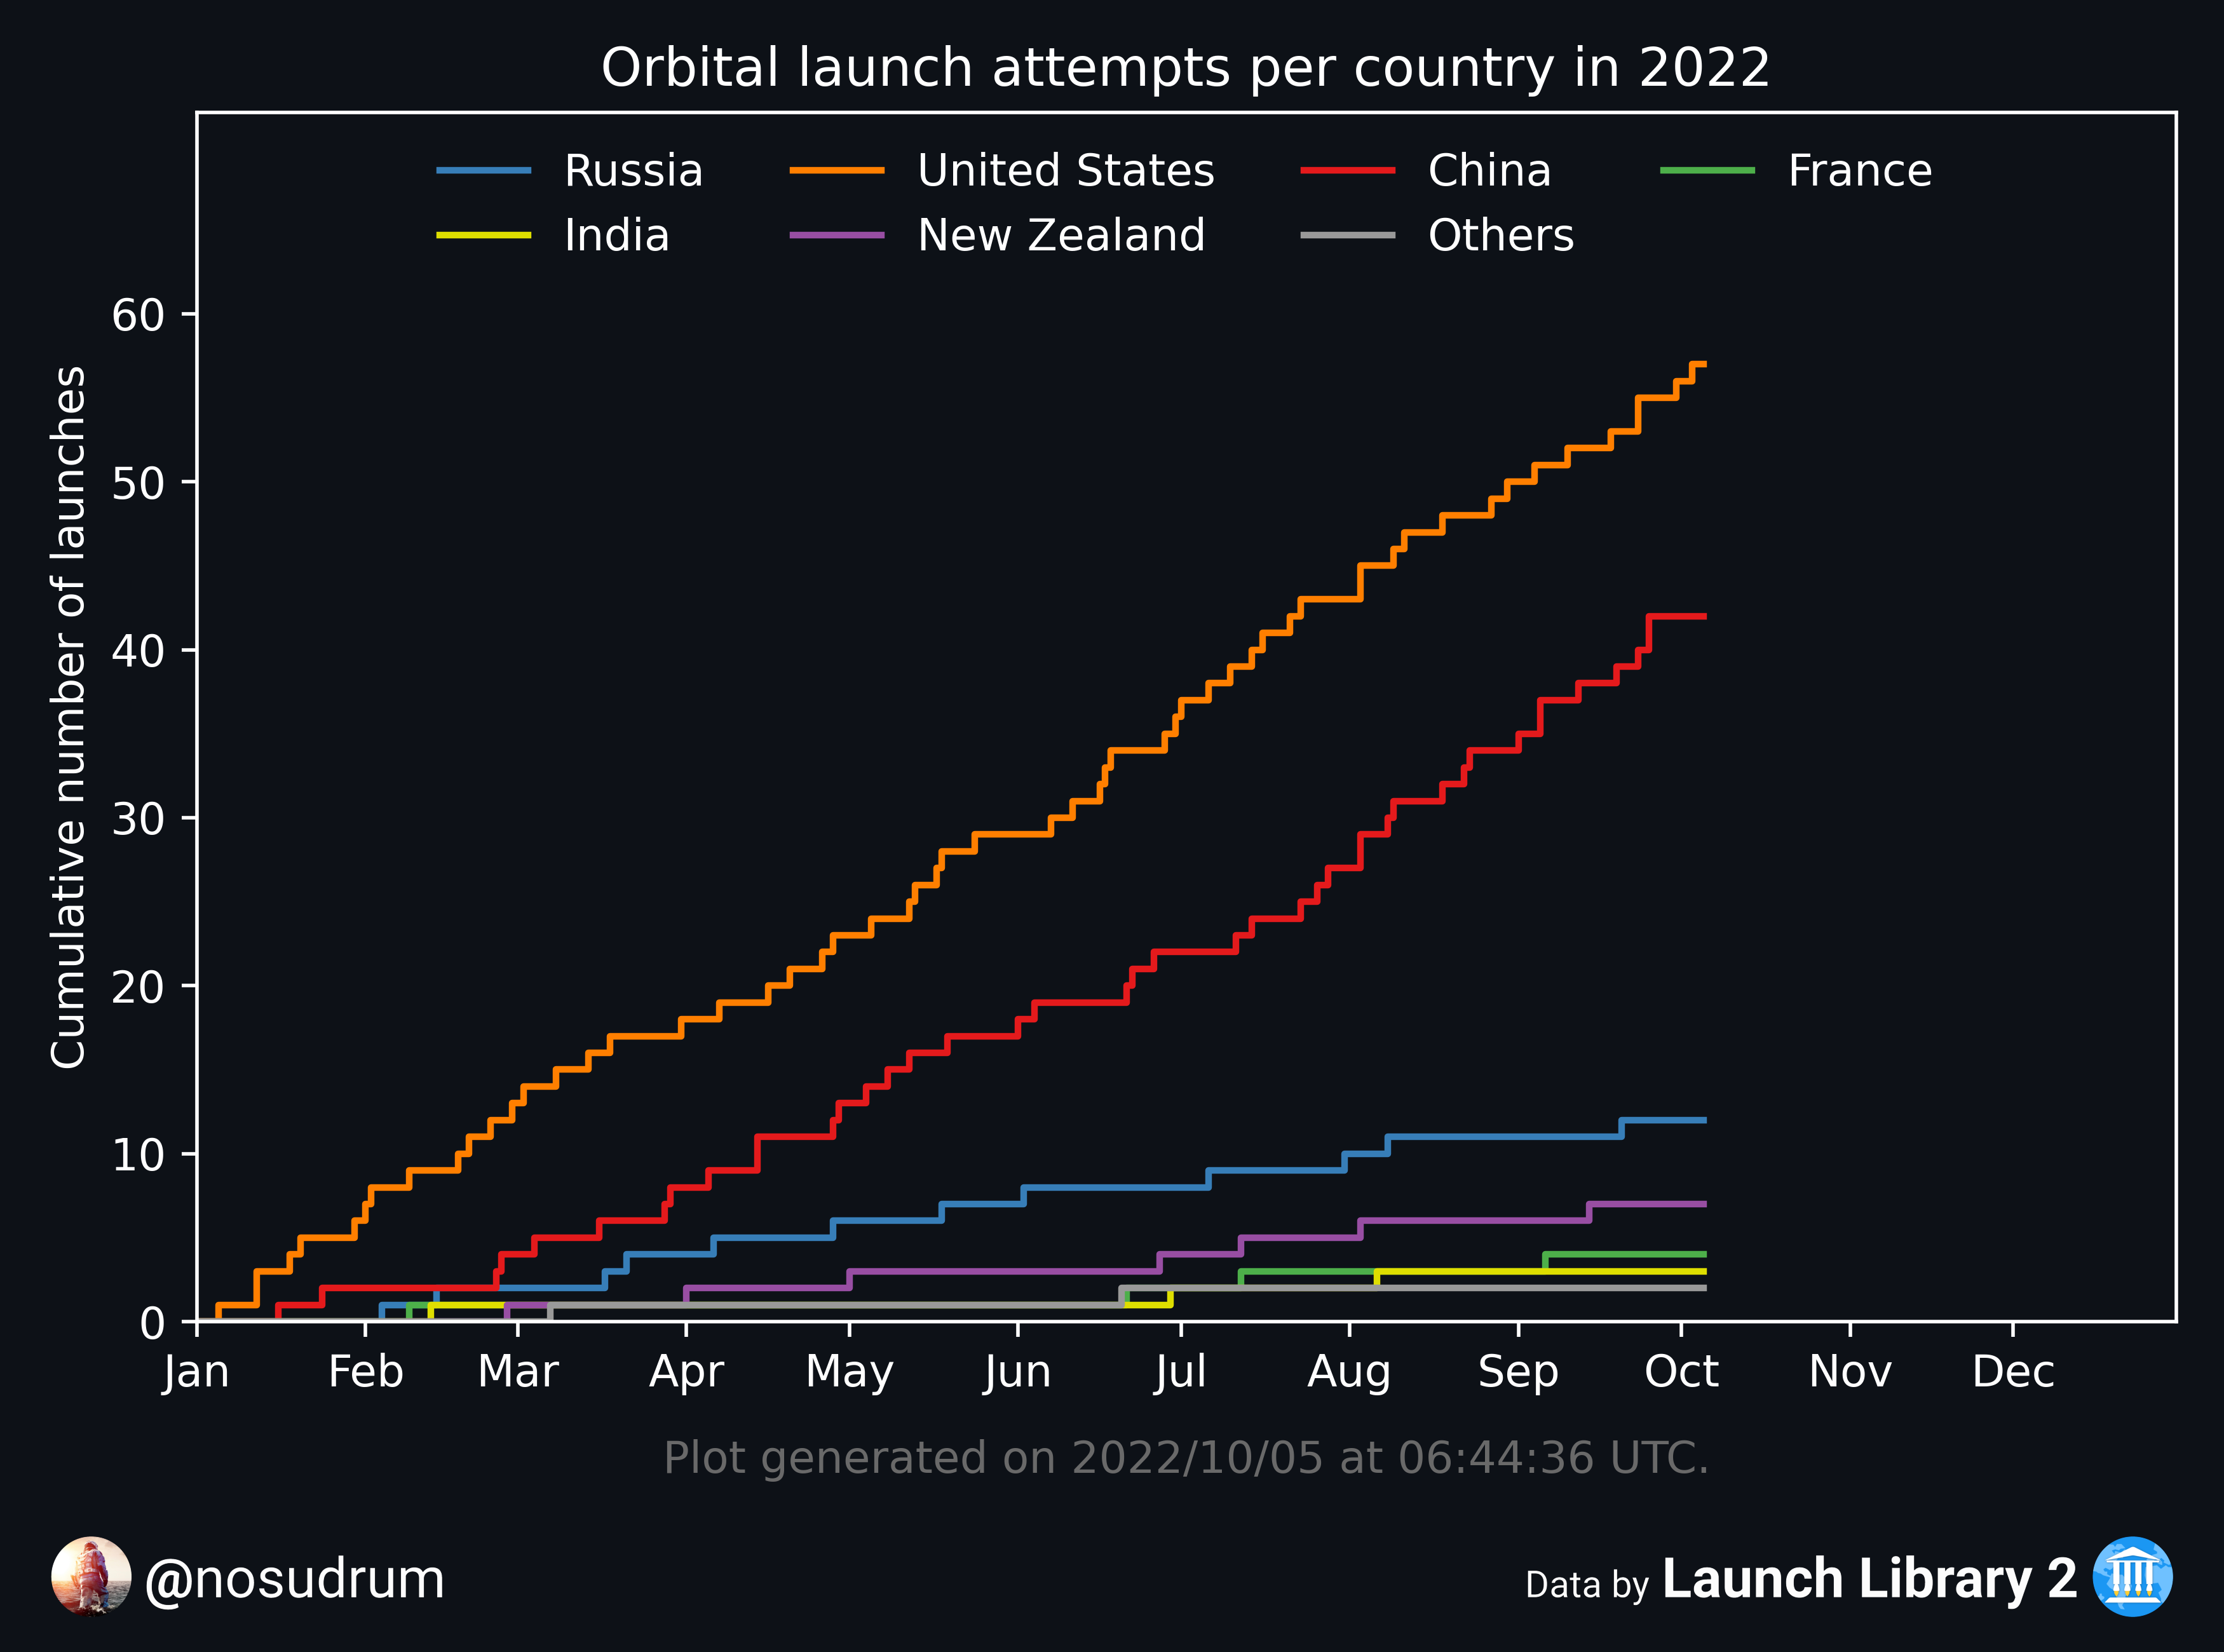 Orbital launch attempts per country in 2022
Russia United States China France
India New Zealand Others
60
50
40
30
20
10
0
Cumulative number of launches
Jan Feb Mar Apr May Jun Jul Aug Sep Oct Nov Dec
Plot generated on 2022/10/05 at 06:44:36 UTC.
@nosudrum
Data by Launch Library 2